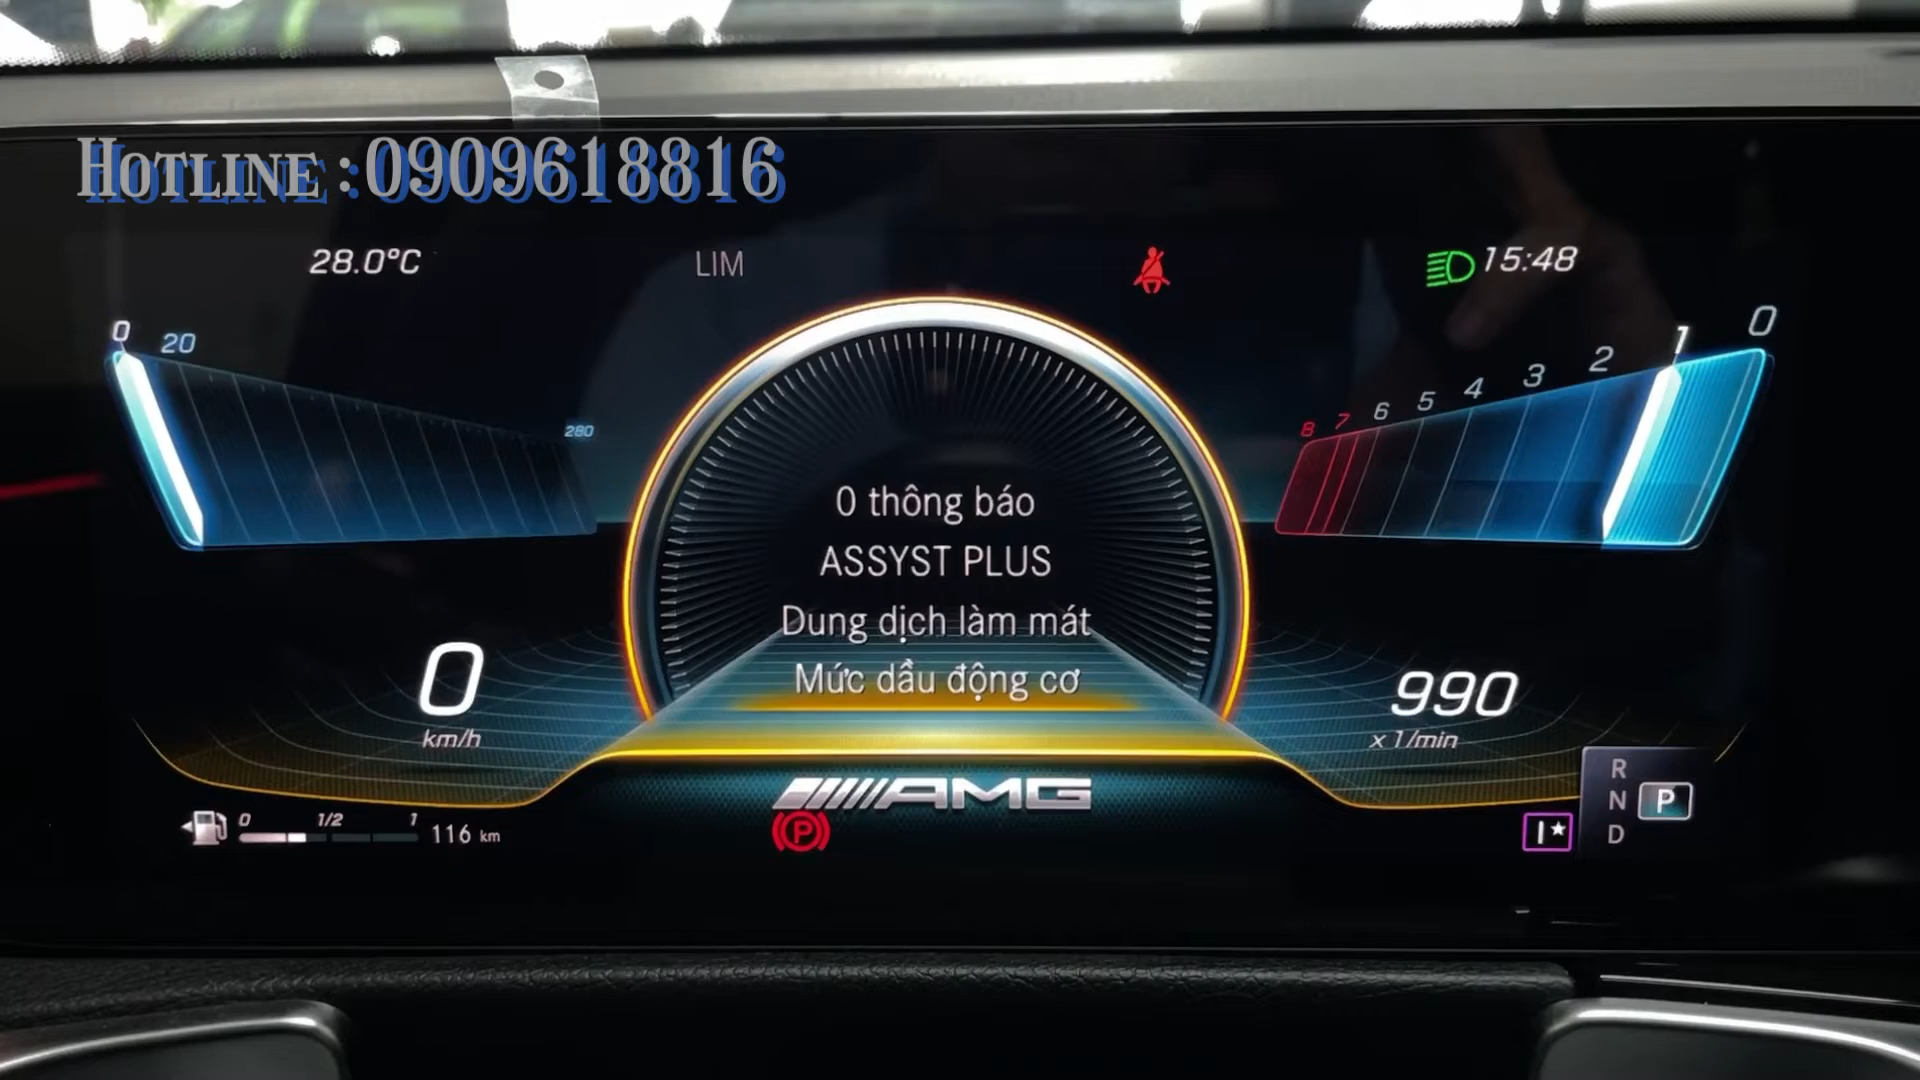 HOTLINE : 0909618816
28.0°C
LIM
15:48
0 20 280
8 7 6 5 4 3 2 1 0
0 thông báo
ASSYST PLUS
Dung dịch làm mát
Mức dầu động cơ
0
km/h
990
x 1/min
AMG
R
N
D
P
0 1/2 1
116 km
P
I★